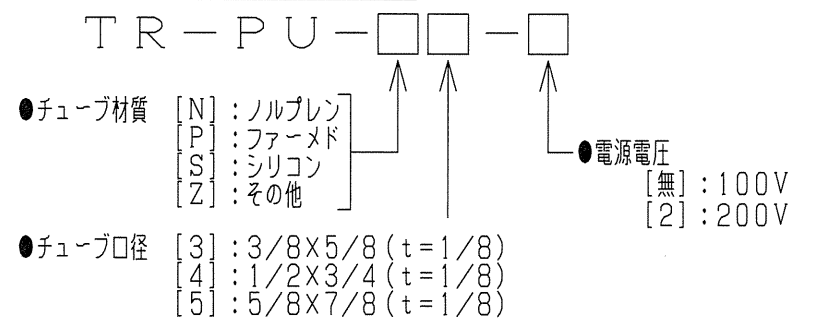 TR-PU-□□-□
●チューブ材質 [N]:ノルプレン
[P]:ファーメド
[S]:シリコン
[Z]:その他
●電源電圧
[無]:100V
[2]:200V
●チューブ口径 [3]:3/8X5/8(t=1/8)
[4]:1/2X3/4(t=1/8)
[5]:5/8X7/8(t=1/8)